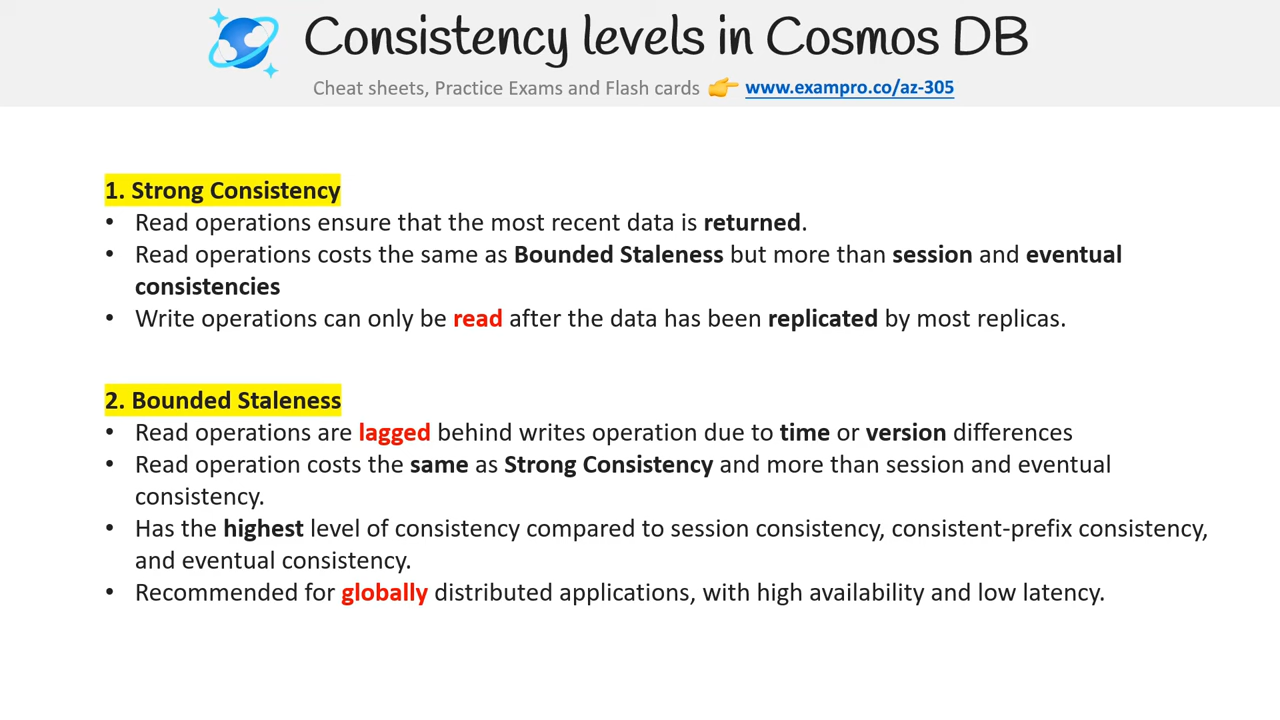 Consistency levels in Cosmos DB
Cheat sheets, Practice Exams and Flash cards 👉 www.exampro.co/az-305
1. Strong Consistency
• Read operations ensure that the most recent data is returned.
• Read operations costs the same as Bounded Staleness but more than session and eventual
consistencies
• Write operations can only be read after the data has been replicated by most replicas.
2. Bounded Staleness
• Read operations are lagged behind writes operation due to time or version differences
• Read operation costs the same as Strong Consistency and more than session and eventual
consistency.
• Has the highest level of consistency compared to session consistency, consistent-prefix consistency,
and eventual consistency.
• Recommended for globally distributed applications, with high availability and low latency.